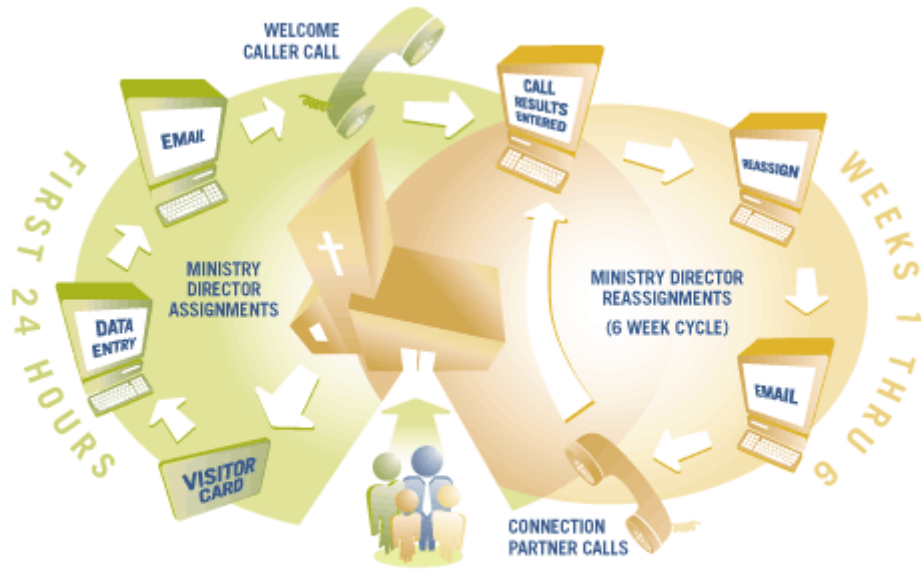 WELCOME
CALLER CALL
EMAIL
DATA
ENTRY
VISITOR
CARD
FIRST 24 HOURS
MINISTRY
DIRECTOR
ASSIGNMENTS
CALL
RESULTS
ENTERED
REASSIGN
EMAIL
CONNECTION
PARTNER CALLS
MINISTRY DIRECTOR
REASSIGNMENTS
(6 WEEK CYCLE)
WEEKS 1 THRU 6